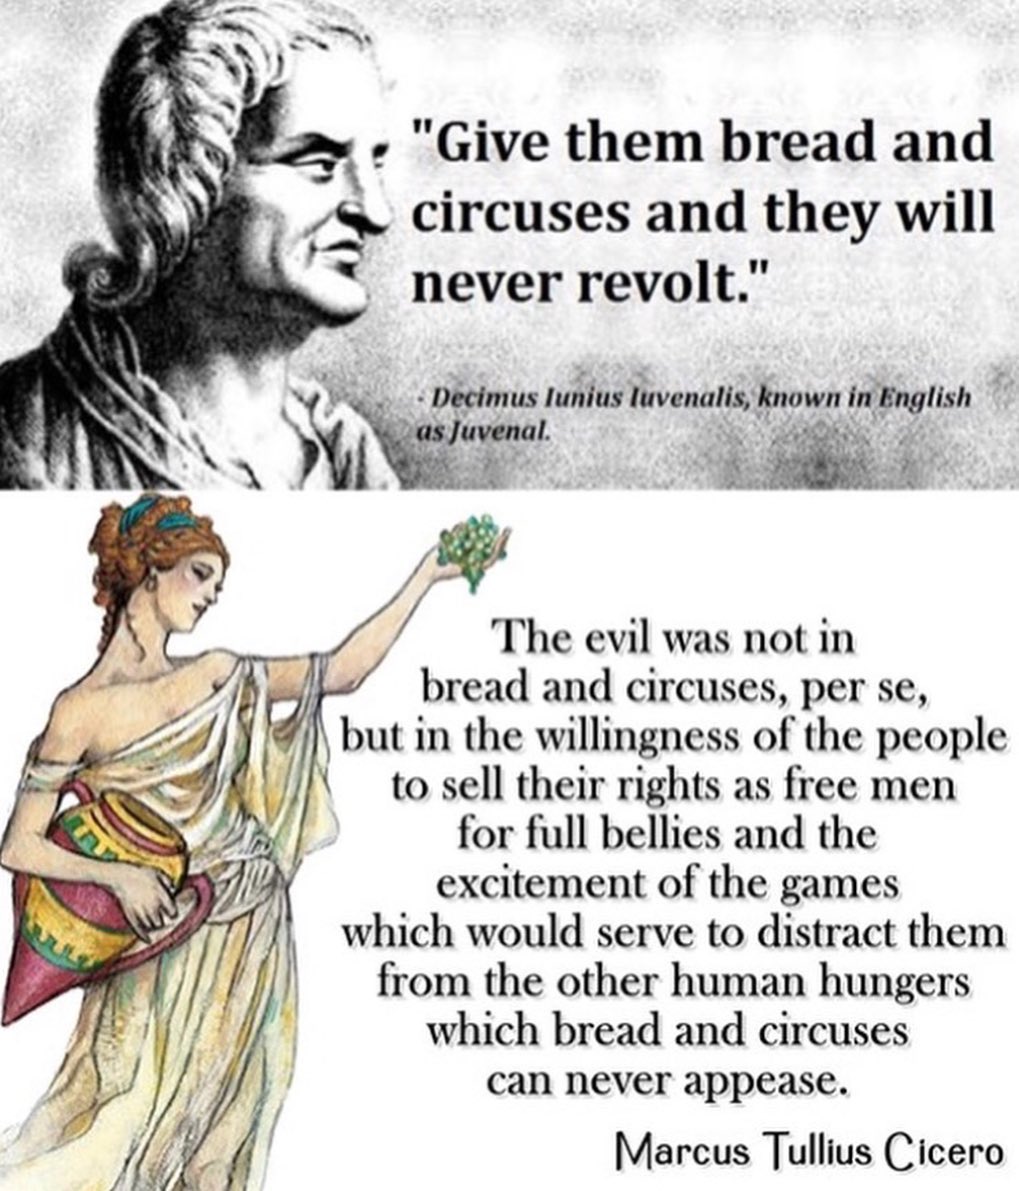 "Give them bread and
circuses and they will
never revolt."
- Decimus Iunius Iuvenalis, known in English
as Juvenal.
The evil was not in
bread and circuses, per se,
but in the willingness of the people
to sell their rights as free men
for full bellies and the
excitement of the games
which would serve to distract them
from the other human hungers
which bread and circuses
can never appease.
Marcus Tullius Cicero